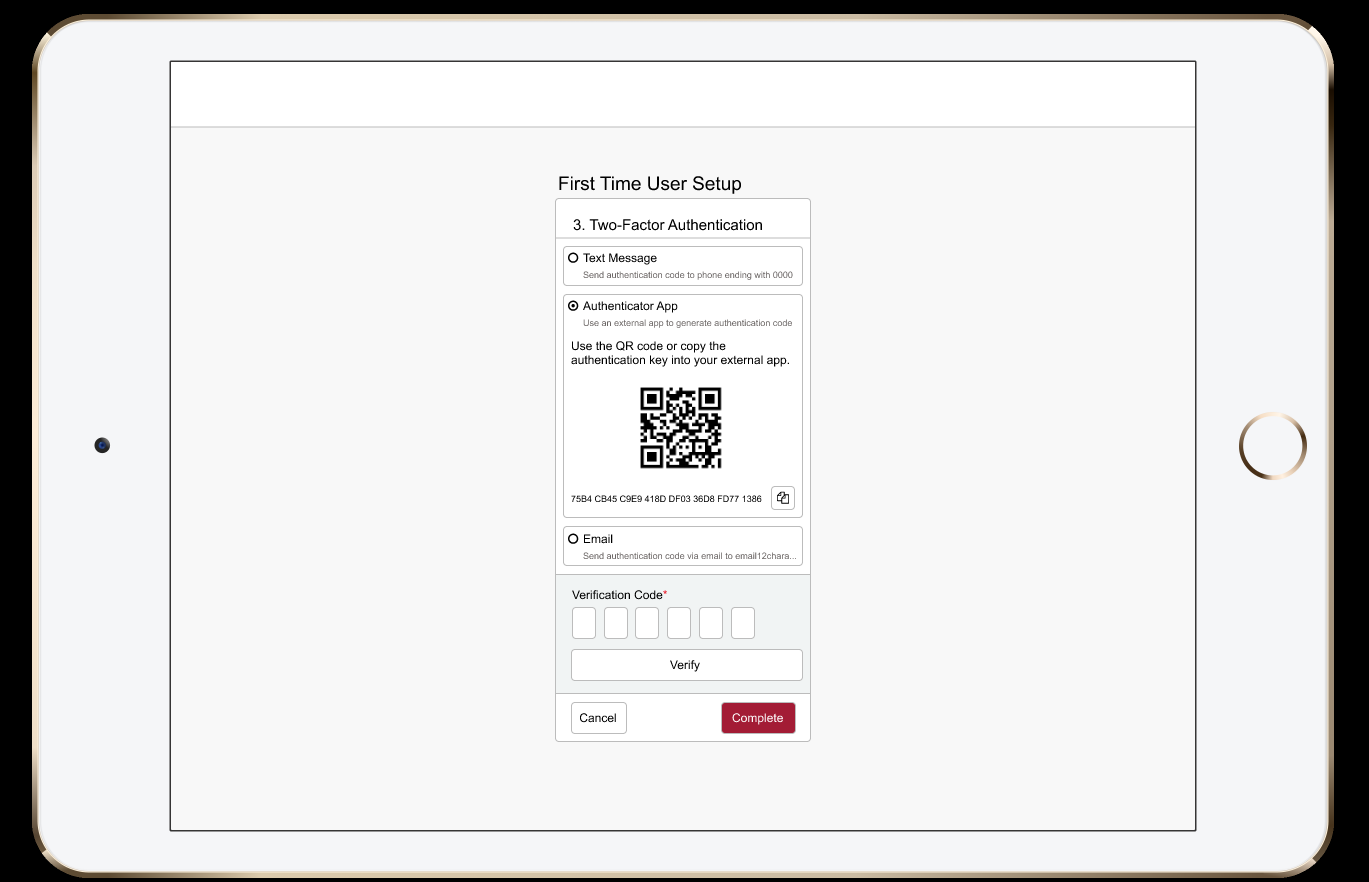 First Time User Setup
3. Two-Factor Authentication
Text Message
Send authentication code to phone ending with 0000
Authenticator App
Use an external app to generate authentication code
Use the QR code or copy the
authentication key into your external app.
75B4 CB45 C9E9 418D DF03 36D8 FD77 1386
Email
Send authentication code via email to email12chara...
Verification Code*
Verify
Cancel
Complete